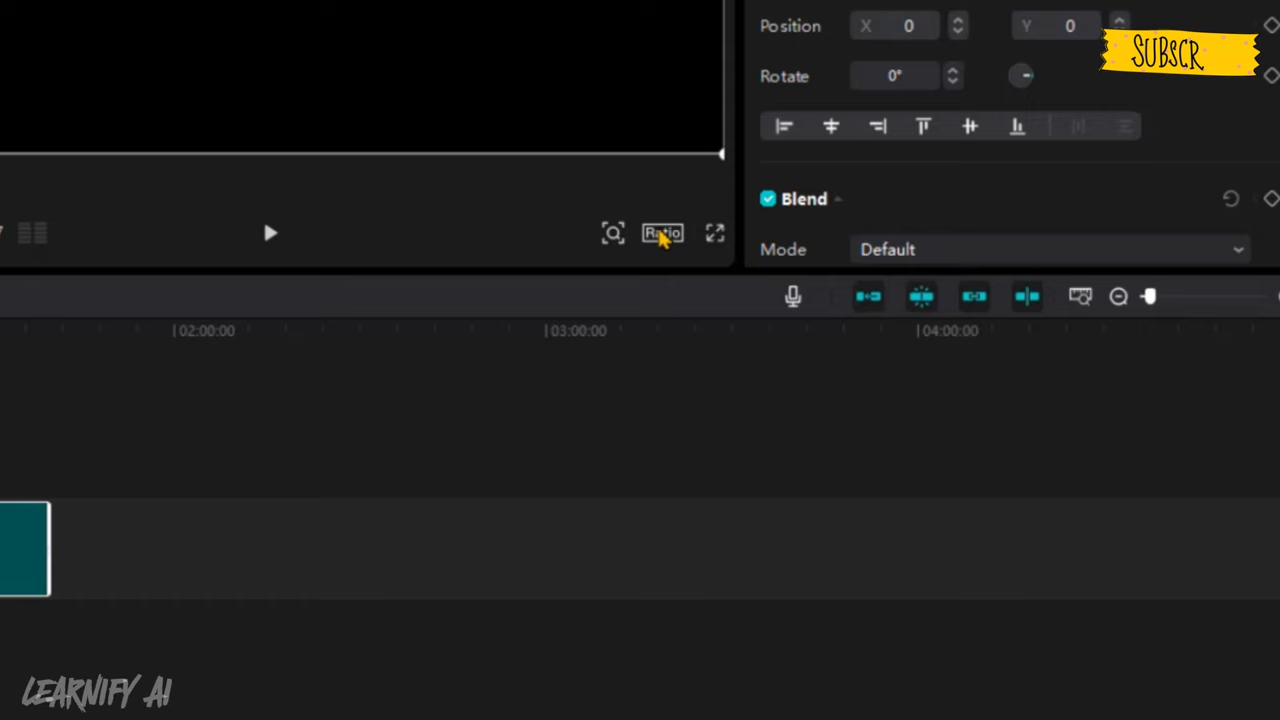 Position X 0 Y 0
SUBSCR
Rotate 0°
Blend
Ratio
Mode Default
02:00:00 03:00:00 04:00:00
LEARNIFY AI